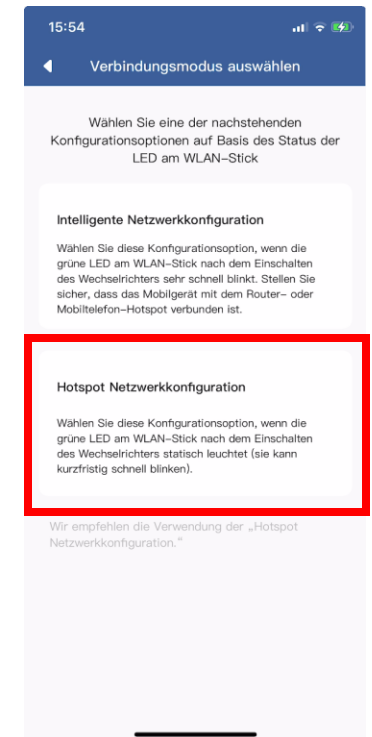 15:54
Verbindungsmodus auswählen
Wählen Sie eine der nachstehenden
Konfigurationsoptionen auf Basis des Status der
LED am WLAN-Stick
Intelligente Netzwerkkonfiguration
Wählen Sie diese Konfigurationsoption, wenn die
grüne LED am WLAN-Stick nach dem Einschalten
des Wechselrichters sehr schnell blinkt. Stellen Sie
sicher, dass das Mobilgerät mit dem Router- oder
Mobiltelefon-Hotspot verbunden ist.
Hotspot Netzwerkkonfiguration
Wählen Sie diese Konfigurationsoption, wenn die
grüne LED am WLAN-Stick nach dem Einschalten
des Wechselrichters statisch leuchtet (sie kann
kurzfristig schnell blinken).
Wir empfehlen die Verwendung der „Hotspot
Netzwerkkonfiguration.“